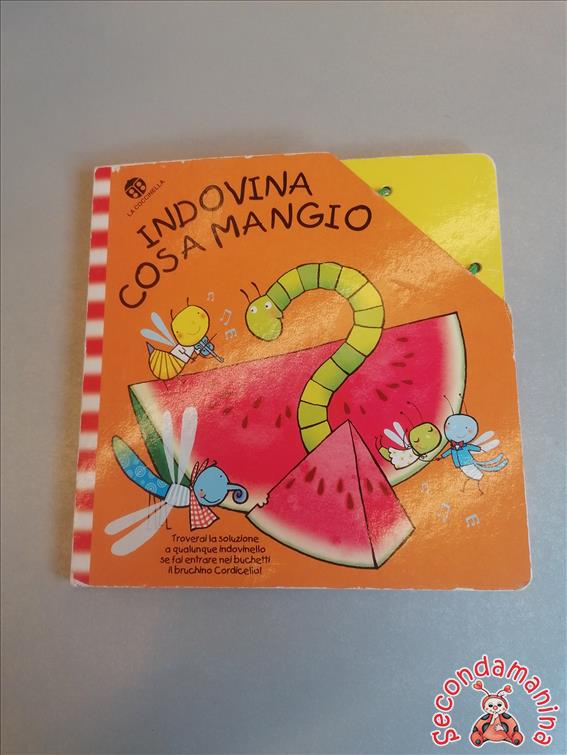 LA COCCINELLA
INDOVINA
COSA MANGIO
Troverai la soluzione
a qualunque indovinello
se fai entrare nei buchetti
il bruchino Cordicella!
Secondamanina